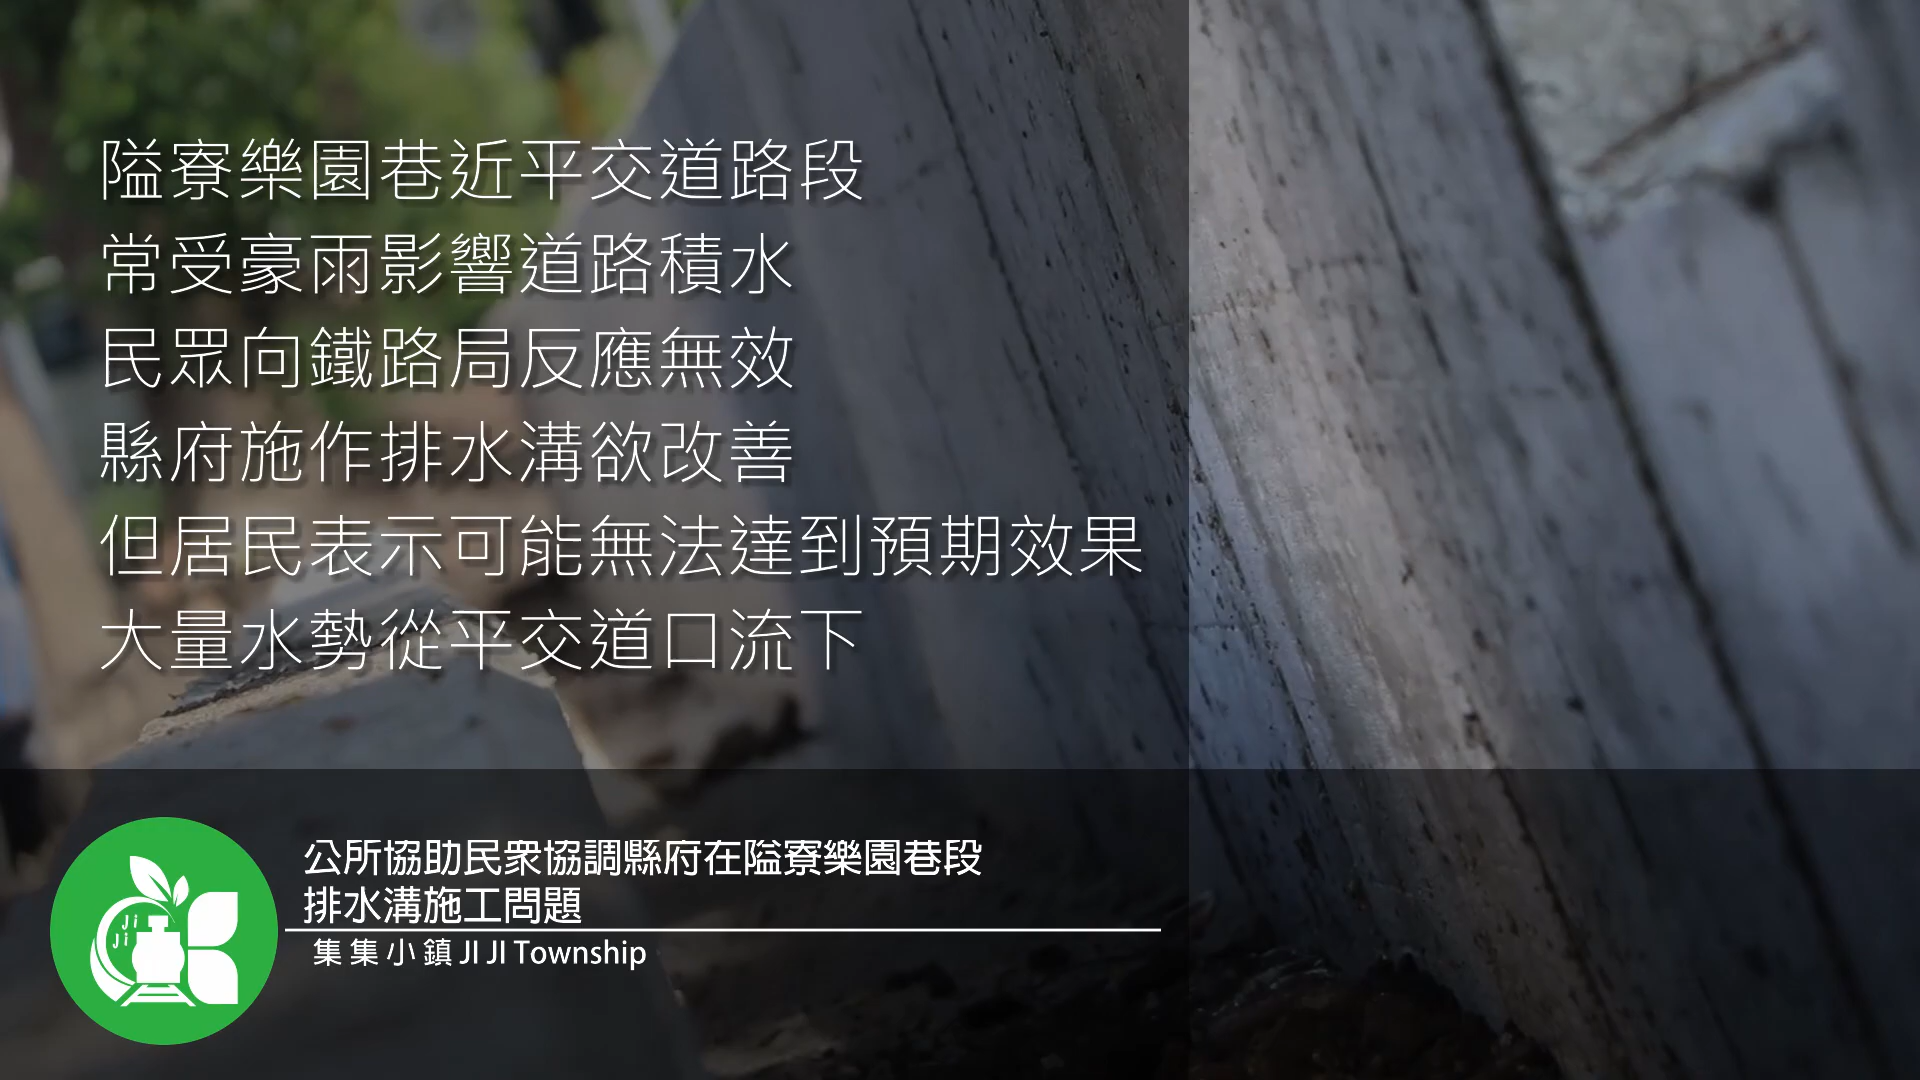 隘寮樂園巷近平交道路段
常受豪雨影響道路積水
民眾向鐵路局反應無效
縣府施作排水溝欲改善
但居民表示可能無法達到預期效果
大量水勢從平交道口流下
公所協助民眾協調縣府在隘寮樂園巷段
排水溝施工問題
集集小鎮 JI JI Township
Ji
Ji